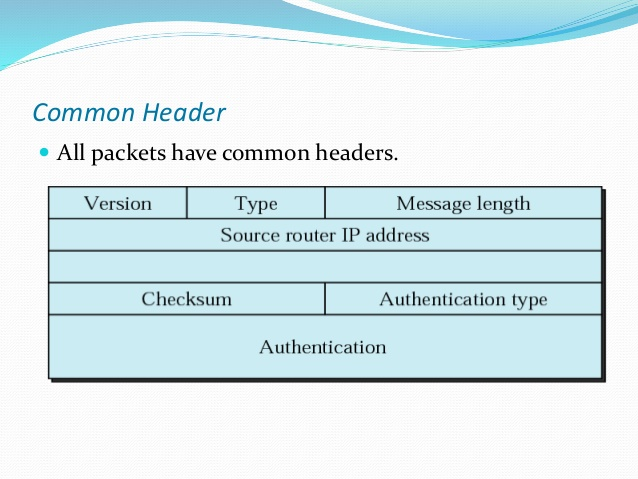 Common Header
All packets have common headers.
Version Type Message length
Source router IP address
Checksum Authentication type
Authentication